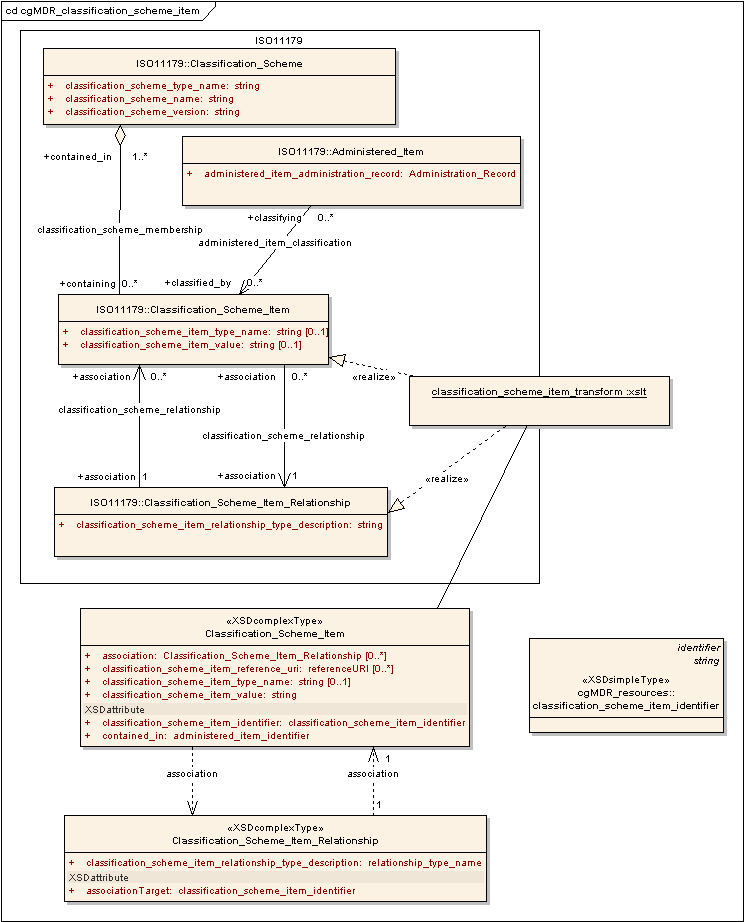 cd cgMDR_classification_scheme_item
ISO11179
ISO11179::Classification_Scheme
+ classification_scheme_type_name: string
+ classification_scheme_name: string
+ classification_scheme_version: string
+contained_in 1..*
ISO11179::Administered_Item
+ administered_item_administration_record: Administration_Record
+classifying 0..*
classification_scheme_membership
administered_item_classification
+containing 0..*
+classified_by 0..*
ISO11179::Classification_Scheme_Item
+ classification_scheme_item_type_name: string [0..1]
+ classification_scheme_item_value: string [0..1]
+association 0..*
+association 0..*
«realize»
classification_scheme_item_transform :xslt
classification_scheme_relationship
classification_scheme_relationship
+association 1
+association 1
«realize»
ISO11179::Classification_Scheme_Item_Relationship
+ classification_scheme_item_relationship_type_description: string
«XSDcomplexType»
Classification_Scheme_Item
+ association: Classification_Scheme_Item_Relationship [0..*]
+ classification_scheme_item_reference_uri: referenceURI [0..*]
+ classification_scheme_item_type_name: string [0..1]
+ classification_scheme_item_value: string
XSDattribute
+ classification_scheme_item_identifier: classification_scheme_item_identifier
+ contained_in: administered_item_identifier
identifier
string
«XSDsimpleType»
cgMDR_resources::
classification_scheme_item_identifier
1
association
association
1
«XSDcomplexType»
Classification_Scheme_Item_Relationship
+ classification_scheme_item_relationship_type_description: relationship_type_name
XSDattribute
+ associationTarget: classification_scheme_item_identifier